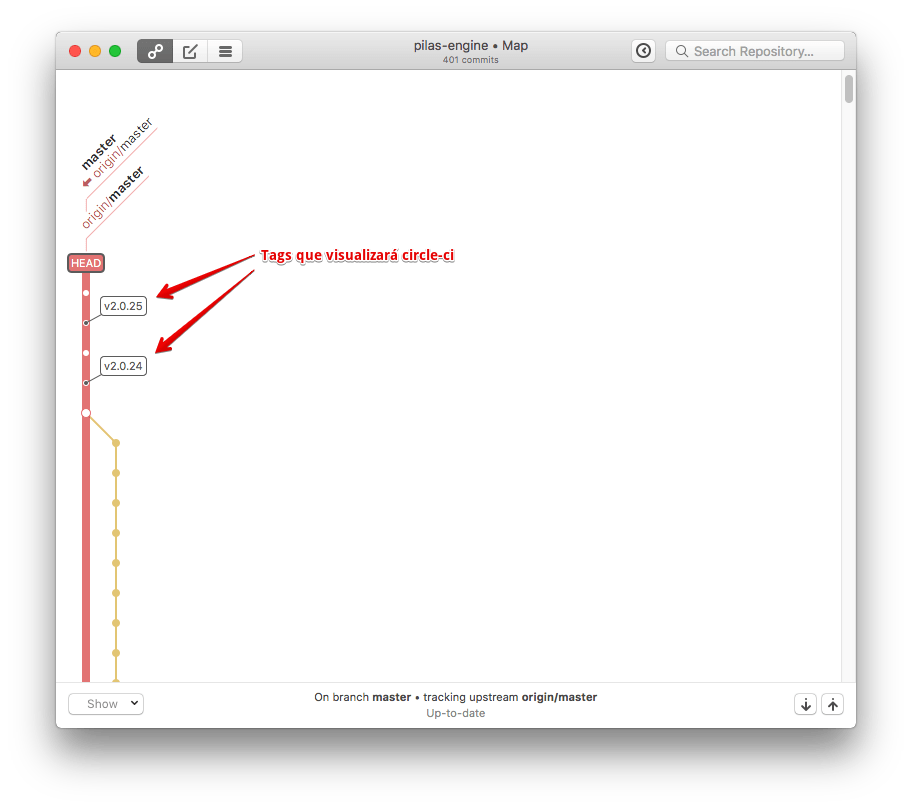 pilas-engine • Map
401 commits
Search Repository...
master
origin/master
origin/master
HEAD
Tags que visualizará circle-ci
v2.0.25
v2.0.24
Show
On branch master • tracking upstream origin/master
Up-to-date